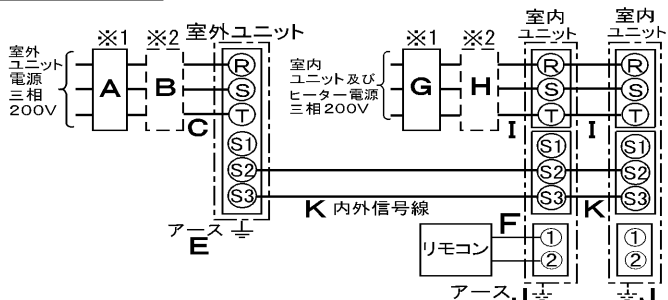 ※1
※2
室外ユニット
室外
ユニット
電源
三相
200V
A
B
C
R
S
T
S1
S2
S3
アース
E
※1
※2
室内
ユニット及び
ヒーター電源
三相200V
G
H
I
室内
ユニット
R
S
T
S1
S2
S3
①
②
I
室内
ユニット
R
S
T
S1
S2
S3
①
②
K 内外信号線
K
F
リモコン
アース
J
J